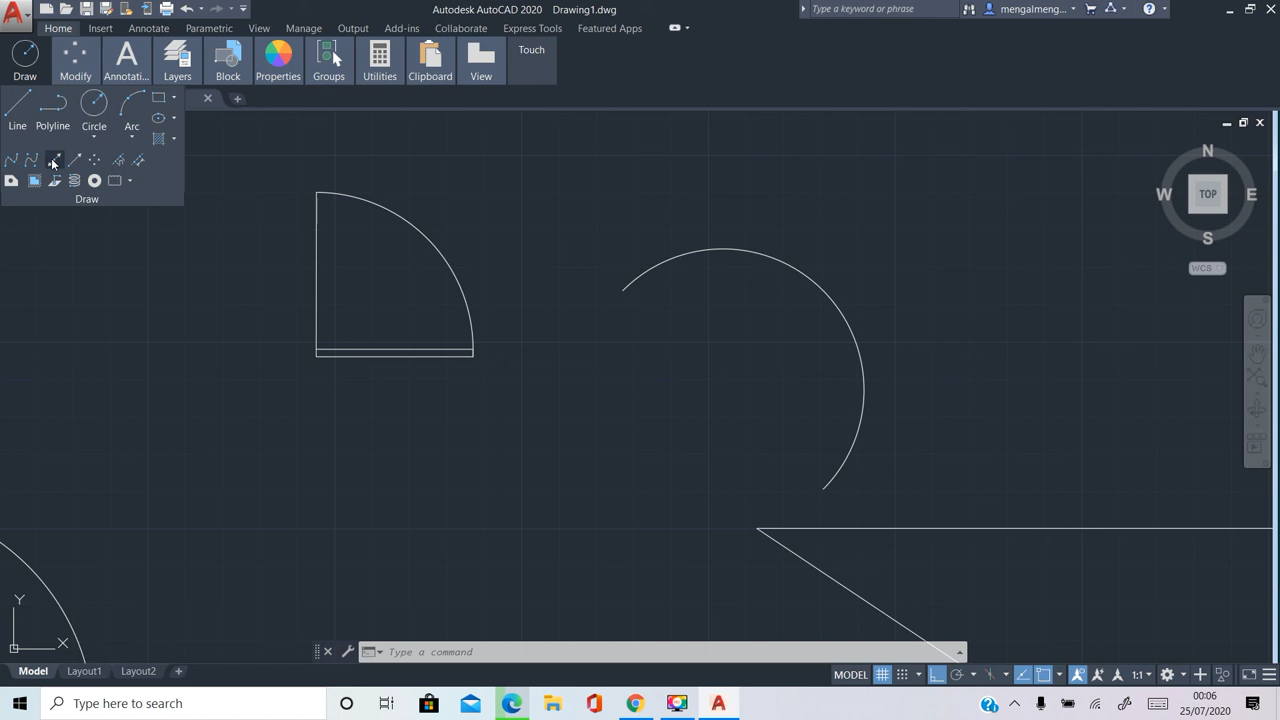 Autodesk AutoCAD 2020 Drawing1.dwg
Type a keyword or phrase
mengalmeng...
Home Insert Annotate Parametric View Manage Output Add-ins Collaborate Express Tools Featured Apps
Draw Modify Annotati... Layers Block Properties Groups Utilities Clipboard View Touch
Line Polyline Circle Arc
Draw
N
W TOP E
S
WCS
Y
X
Type a command
Model Layout1 Layout2
MODEL 1:1
Type here to search
00:06
25/07/2020